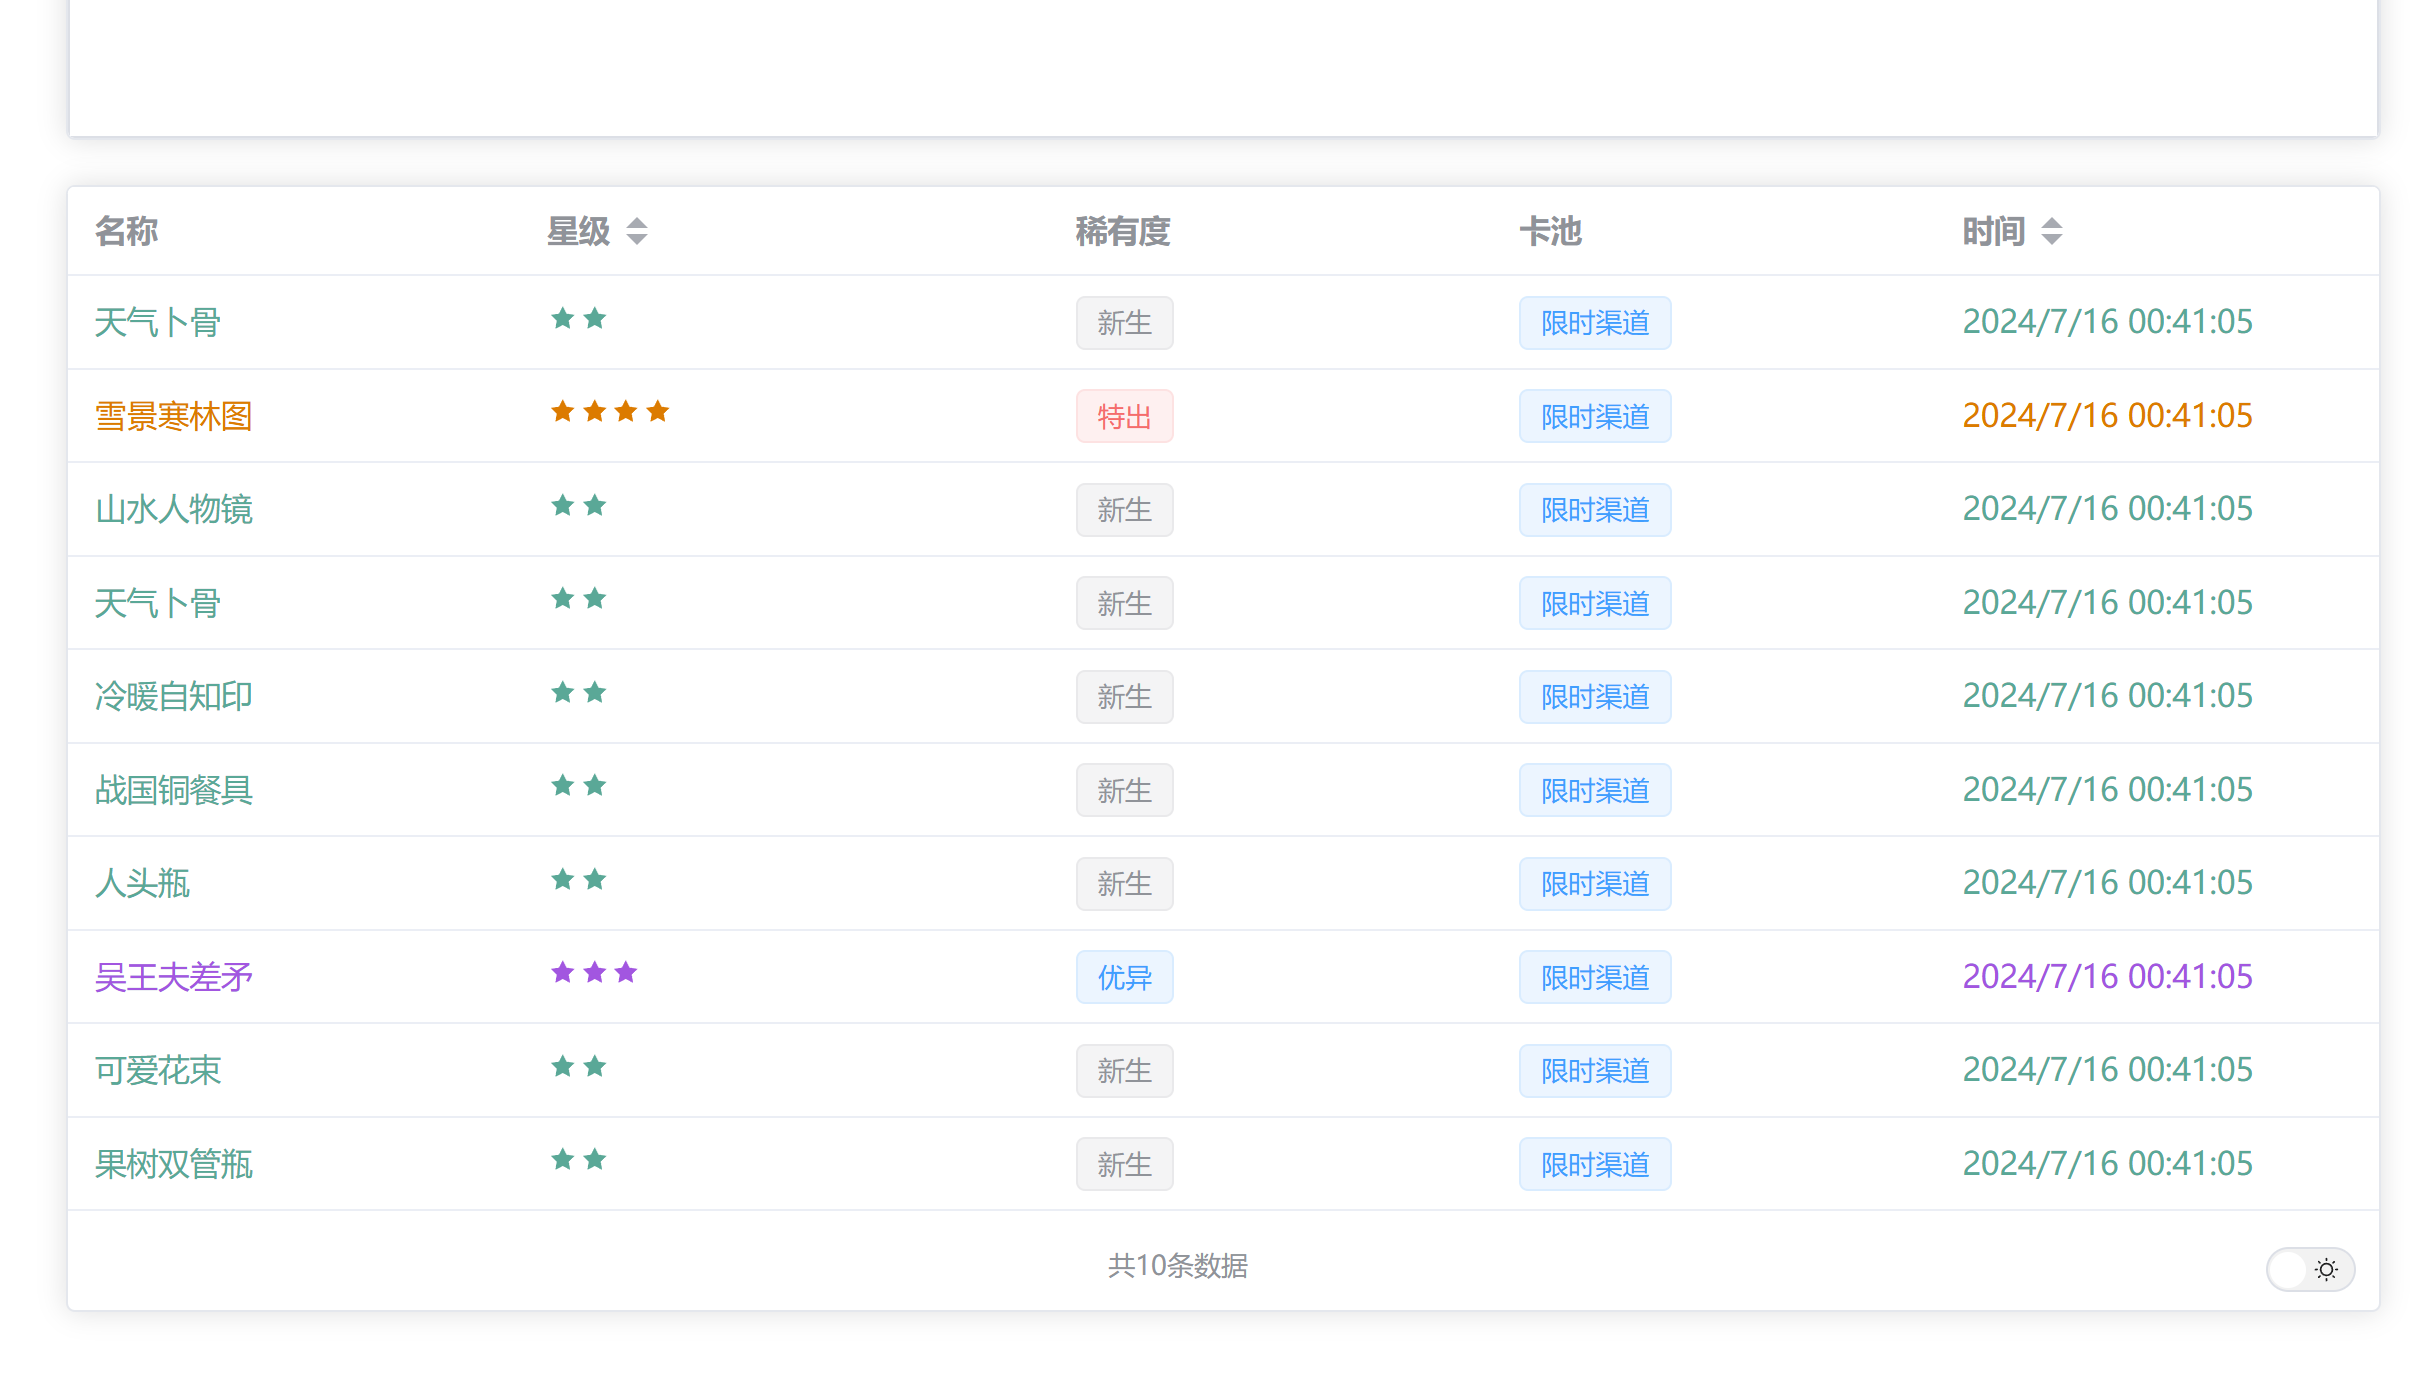 名称 星级 稀有度 卡池 时间
天气卜骨 ★★ 新生 限时渠道 2024/7/16 00:41:05
雪景寒林图 ★★★★ 特出 限时渠道 2024/7/16 00:41:05
山水人物镜 ★★ 新生 限时渠道 2024/7/16 00:41:05
天气卜骨 ★★ 新生 限时渠道 2024/7/16 00:41:05
冷暖自知印 ★★ 新生 限时渠道 2024/7/16 00:41:05
战国铜餐具 ★★ 新生 限时渠道 2024/7/16 00:41:05
人头瓶 ★★ 新生 限时渠道 2024/7/16 00:41:05
吴王夫差矛 ★★★ 优异 限时渠道 2024/7/16 00:41:05
可爱花束 ★★ 新生 限时渠道 2024/7/16 00:41:05
果树双管瓶 ★★ 新生 限时渠道 2024/7/16 00:41:05
共10条数据